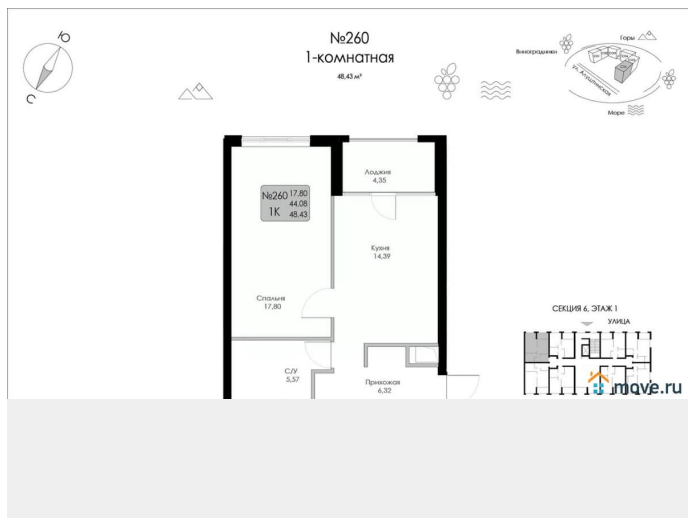 №260
1-комнатная
48,43 м²
Ю
С
Горы
Виноградники
ул. Алуштинская
Море
Лоджия
4,35
№260 17.80
1К 44.08
48.43
Кухня
14,39
Спальня
17,80
С/У
5,57
Прихожая
6,32
СЕКЦИЯ 6, ЭТАЖ 1
УЛИЦА
move.ru